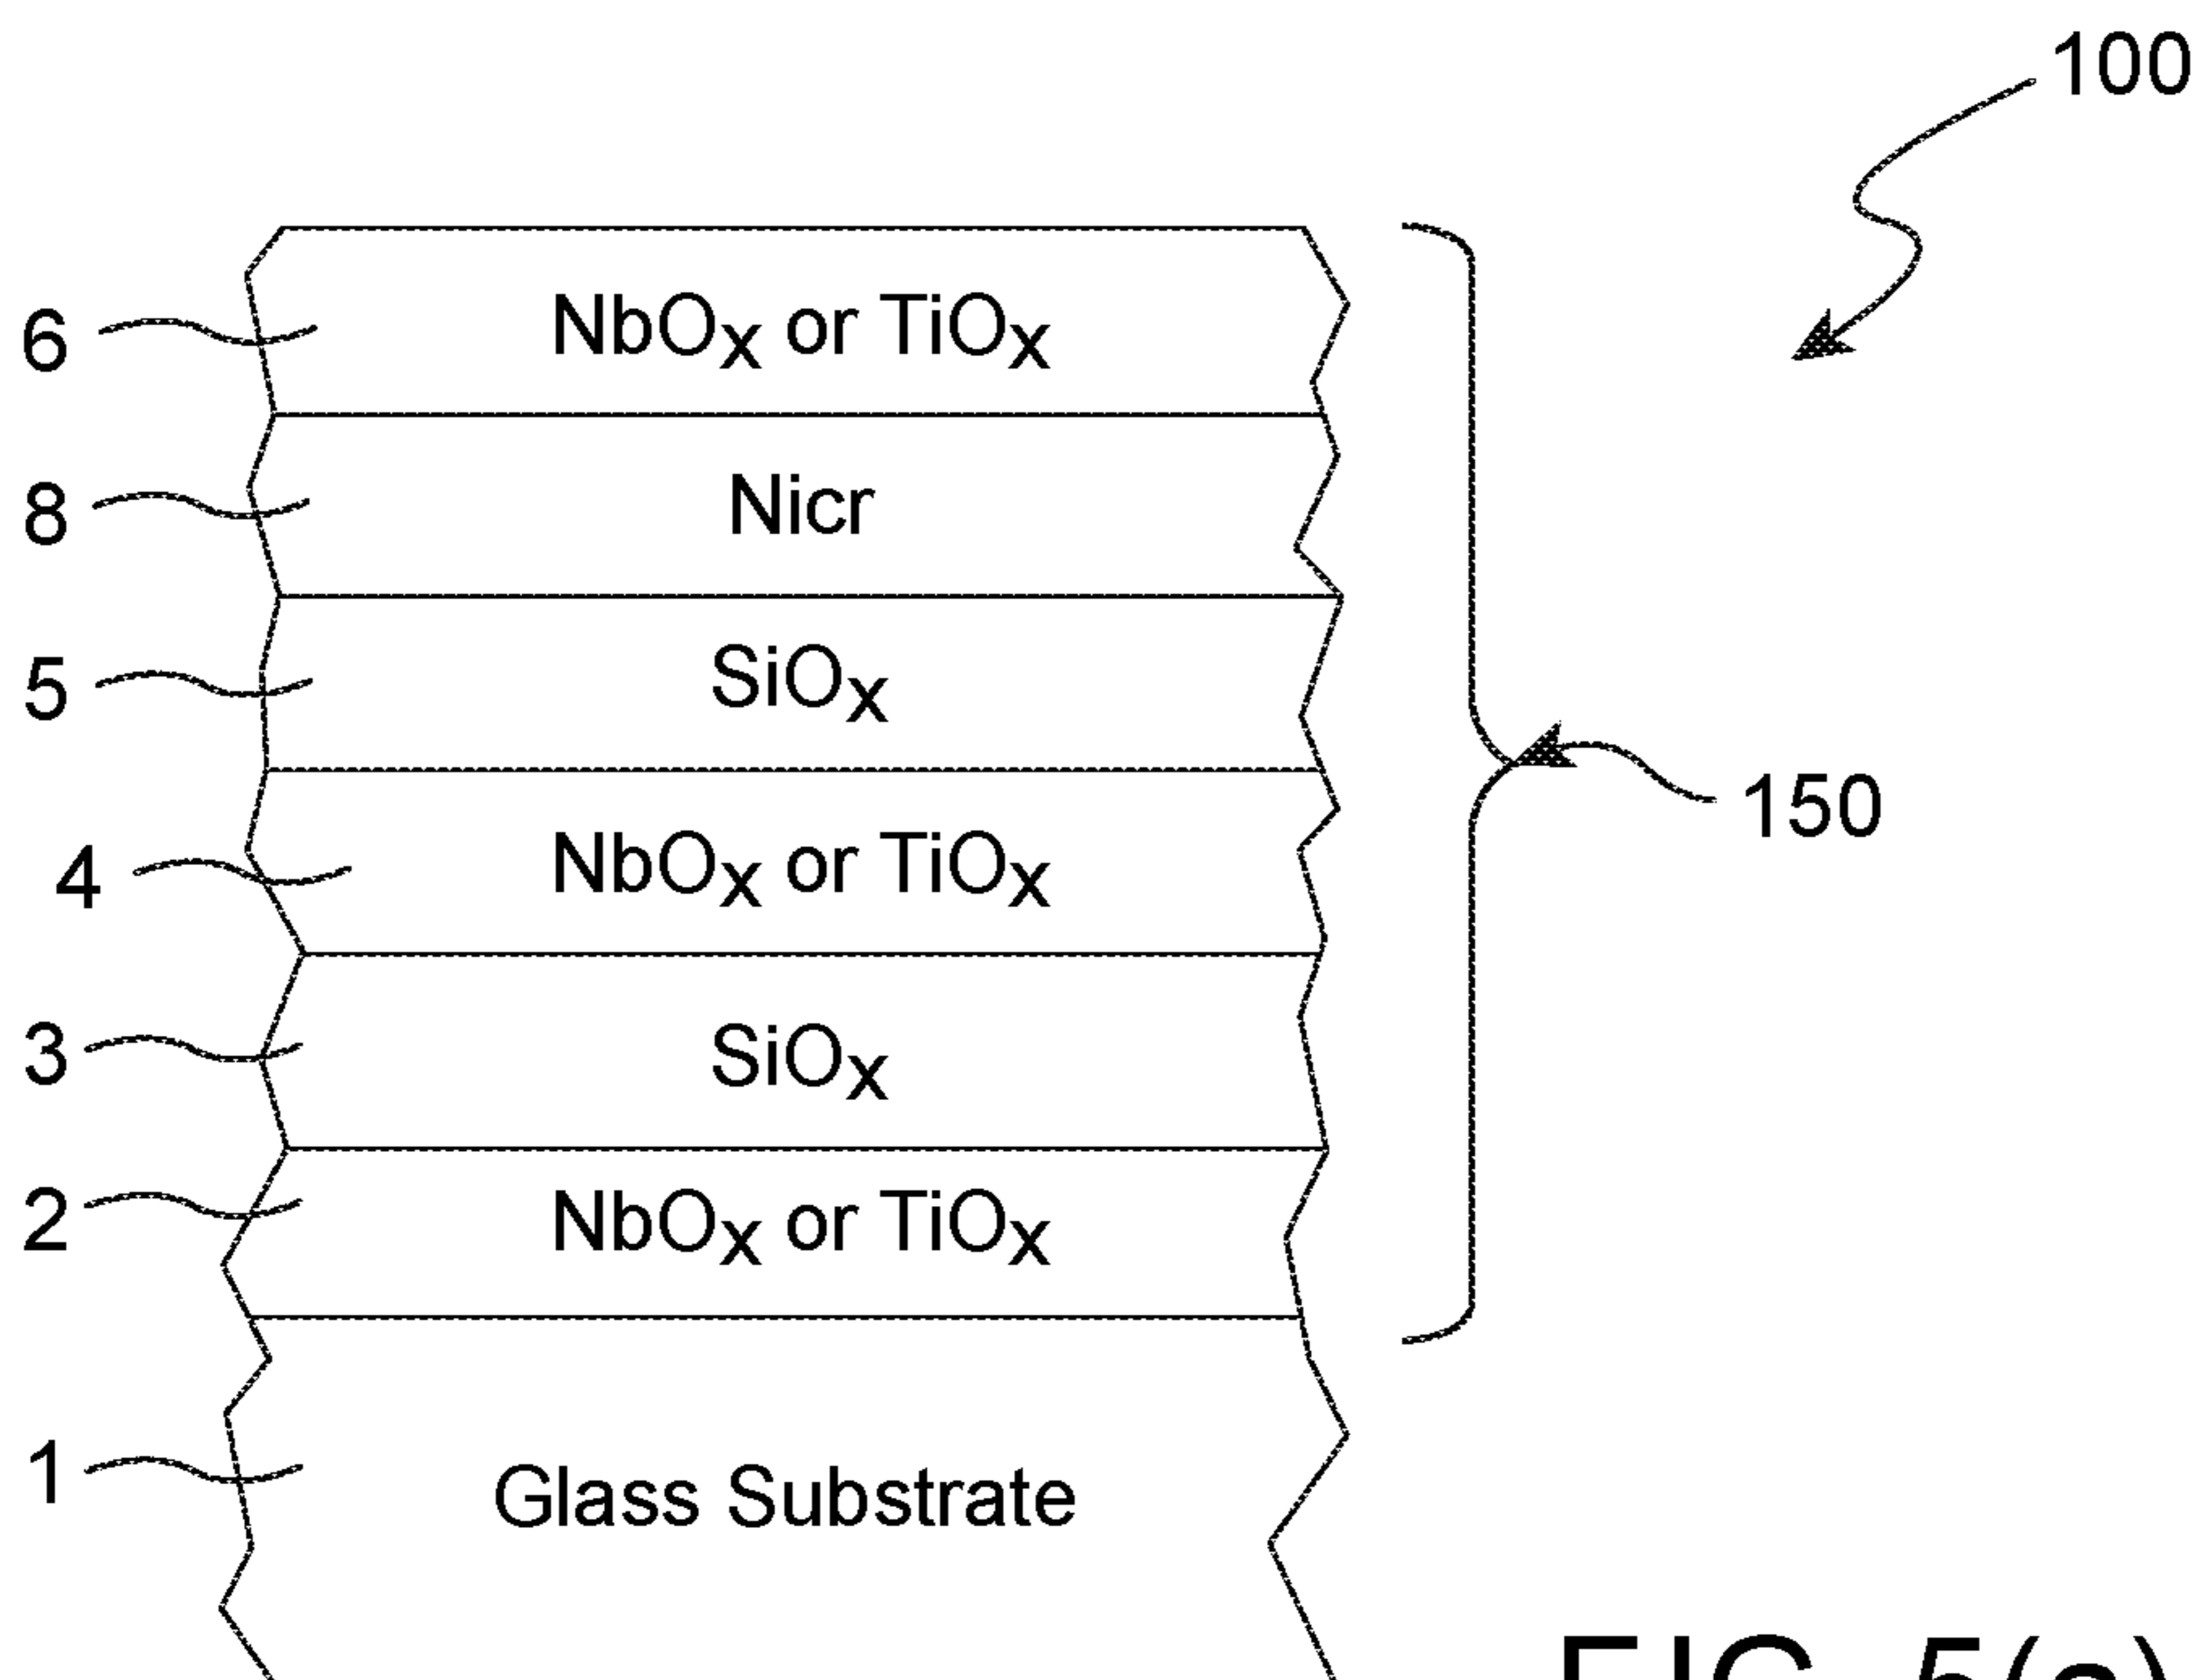 100
6 NbOx or TiOx
8 Nicr
5 SiOx
150
4 NbOx or TiOx
3 SiOx
2 NbOx or TiOx
1 Glass Substrate